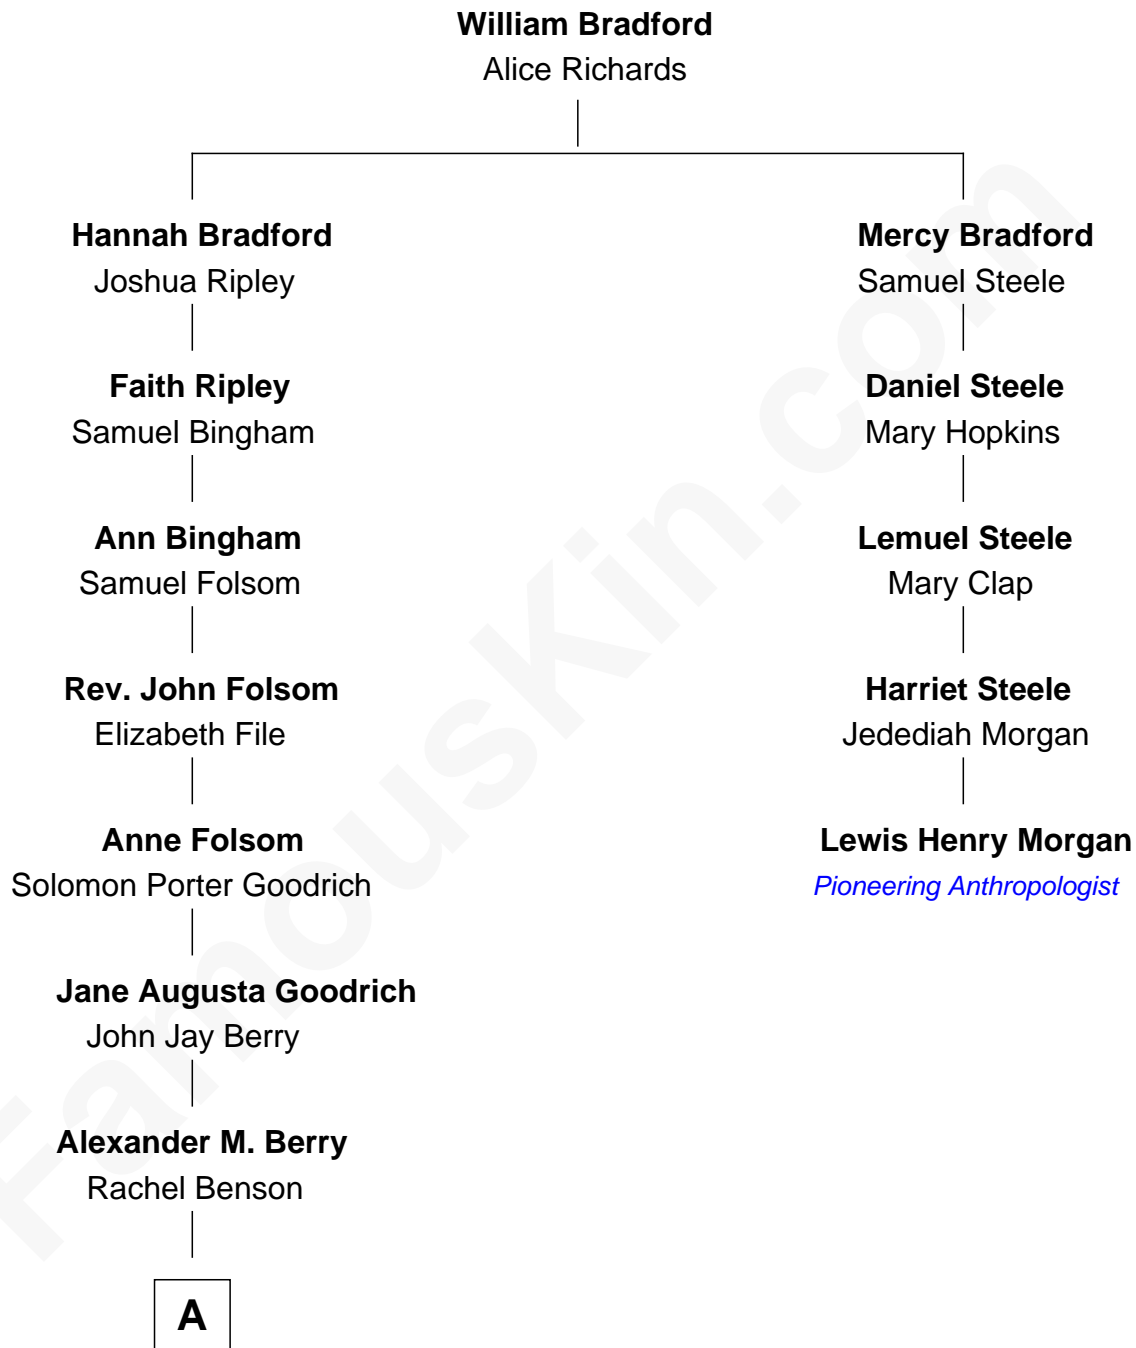 William Bradford
Alice Richards
Hannah Bradford
Joshua Ripley
Mercy Bradford
Samuel Steele
Faith Ripley
Samuel Bingham
Daniel Steele
Mary Hopkins
Ann Bingham
Samuel Folsom
Lemuel Steele
Mary Clap
Rev. John Folsom
Elizabeth File
Harriet Steele
Jedediah Morgan
Anne Folsom
Solomon Porter Goodrich
Lewis Henry Morgan
Pioneering Anthropologist
Jane Augusta Goodrich
John Jay Berry
Alexander M. Berry
Rachel Benson
A
FamousKin.com